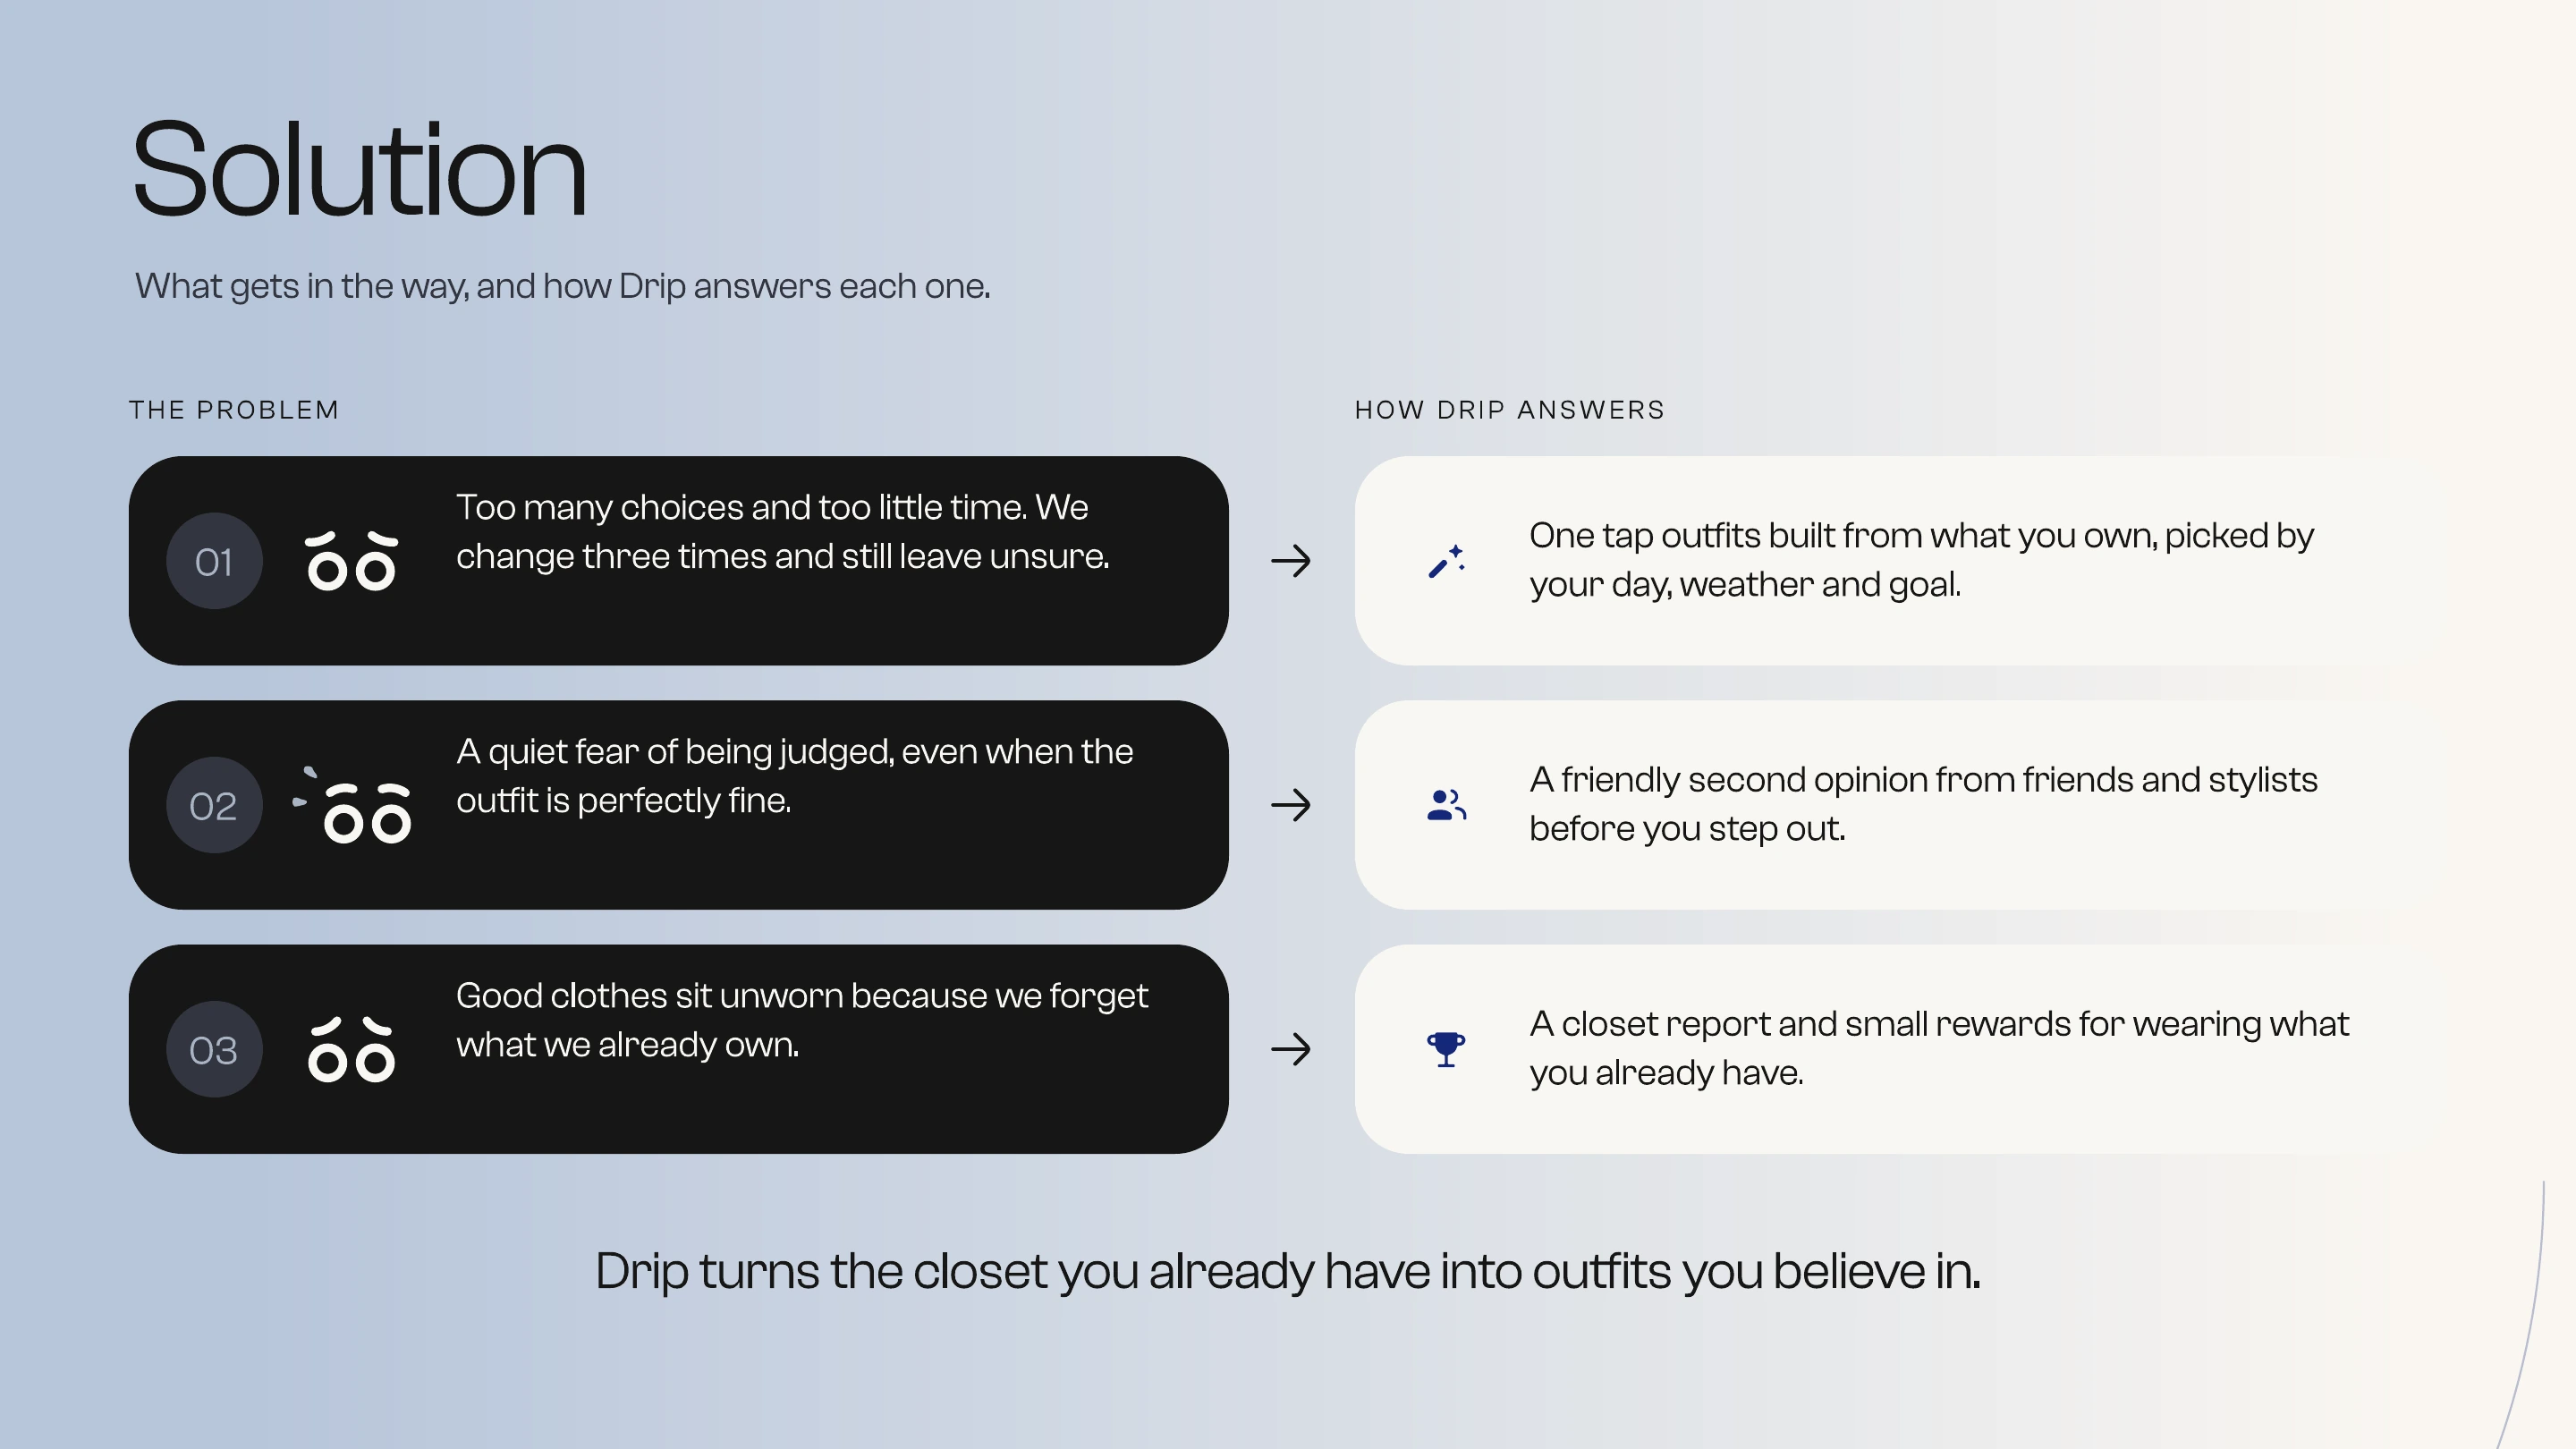 Solution
What gets in the way, and how Drip answers each one.
THE PROBLEM
HOW DRIP ANSWERS
01
Too many choices and too little time. We
change three times and still leave unsure.
One tap outfits built from what you own, picked by
your day, weather and goal.
02
A quiet fear of being judged, even when the
outfit is perfectly fine.
A friendly second opinion from friends and stylists
before you step out.
03
Good clothes sit unworn because we forget
what we already own.
A closet report and small rewards for wearing what
you already have.
Drip turns the closet you already have into outfits you believe in.